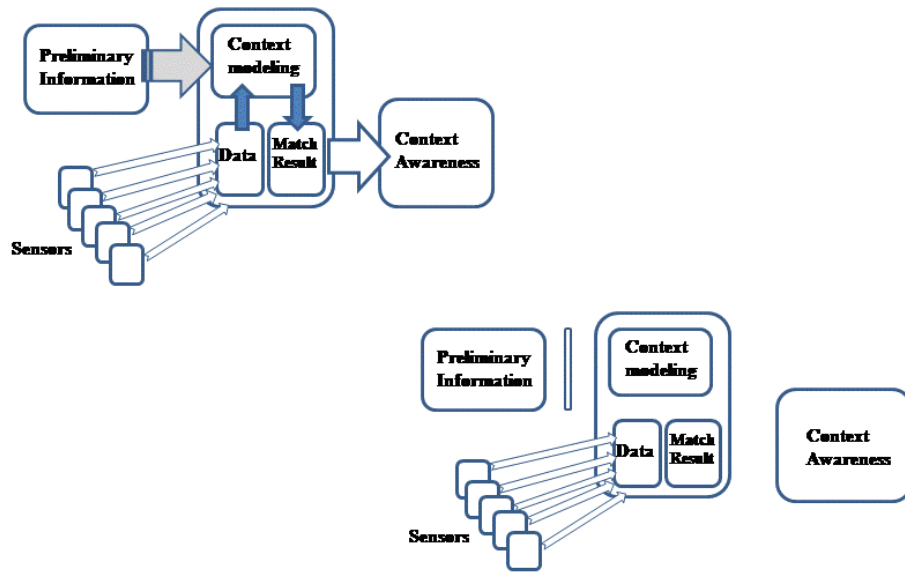 Preliminary
Information
Context
modeling
Data
Match
Result
Context
Awareness
Sensors
Preliminary
Information
Context
modeling
Data
Match
Result
Context
Awareness
Sensors